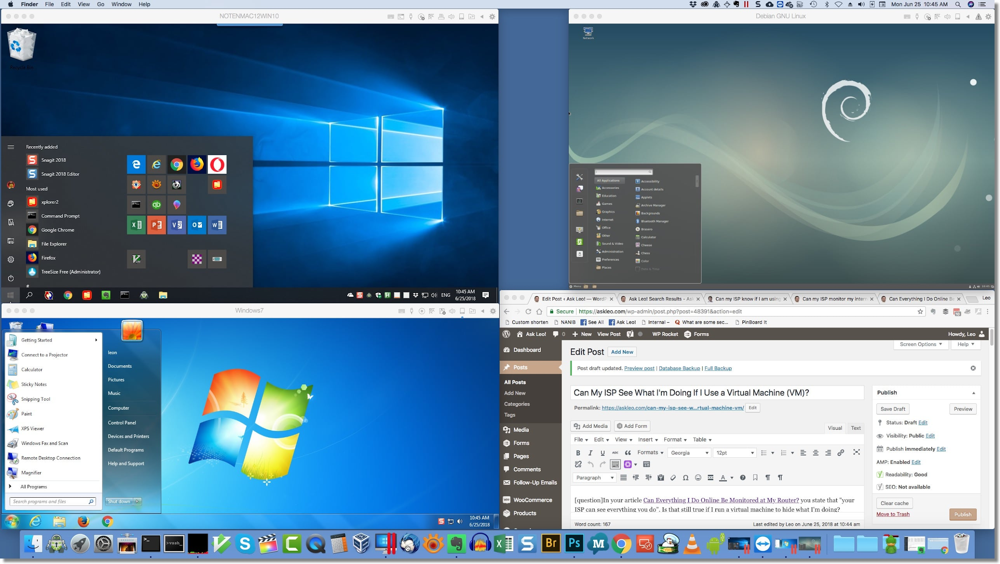 Finder File Edit View Go Window Help
Mon Jun 25 10:45 AM
NOTENMAC12WIN10
Recycle Bin
Recently added
Snagit 2018
Snagit 2018 Editor
Most used
xplorer2
Command Prompt
Google Chrome
File Explorer
Firefox
TreeSize Free (Administrator)
#
ENG
10:45 AM
6/25/2018
Debian GNU Linux
Network
All Applications
Accessories
Education
Games
Graphics
Internet
Office
Other
Sound & Video
Administration
Preferences
Places
Accessibility
Account details
Applets
Archive Manager
Backgrounds
Bluetooth Manager
Brasero
Calculator
Cheese
Chess
Color
Date & Time
Menu
10:45
Windows7
Getting Started
Connect to a Projector
Calculator
Sticky Notes
Snipping Tool
Paint
XPS Viewer
Windows Fax and Scan
Remote Desktop Connection
Magnifier
All Programs
Search programs and files
leon
Documents
Pictures
Music
Computer
Control Panel
Devices and Printers
Default Programs
Help and Support
Shut down
10:45 AM
6/25/2018
Edit Post ‹ Ask Leo! — WordP
Ask Leo! Search Results - Ask
Can my ISP know if I am using
Can my ISP monitor my intern
Can Everything I Do Online Be
Leo
Secure | https://askleo.com/wp-admin/post.php?post=48391&action=edit
10
Custom shorten NANIB See All Ask Leo! Internal – What are some sec... PinBoard It
Ask Leo! 0 New View Post WP Rocket Forms Howdy, Leo
Screen Options Help
Dashboard
Posts
All Posts
Add New
Categories
Tags
Media
Forms
Pages
Comments
Follow-Up Emails
WooCommerce
Products
Edit Post Add New
Post draft updated. Preview post | Database Backup | Full Backup
Can My ISP See What I'm Doing If I Use a Virtual Machine (VM)?
Permalink: https://askleo.com/can-my-isp-see-w...rtual-machine-vm/ Edit
Add Media Add Form
Visual Text
File Edit View Insert Format Table
B I U ABC Formats Georgia 12pt
Paragraph
[question]In your article Can Everything I Do Online Be Monitored at My Router? you state that "your
ISP can see everything you do". Is that still true if I run a virtual machine to hide what I'm doing?
Word count: 167 Last edited by Leo on June 25, 2018 at 10:44 am
Publish
Save Draft Preview
Status: Draft Edit
Visibility: Public Edit
Publish immediately Edit
AMP: Enabled Edit
Readability: Good
SEO: Not available
Clear cache
Move to Trash
Publish
>vssh_
Br
Ps
M